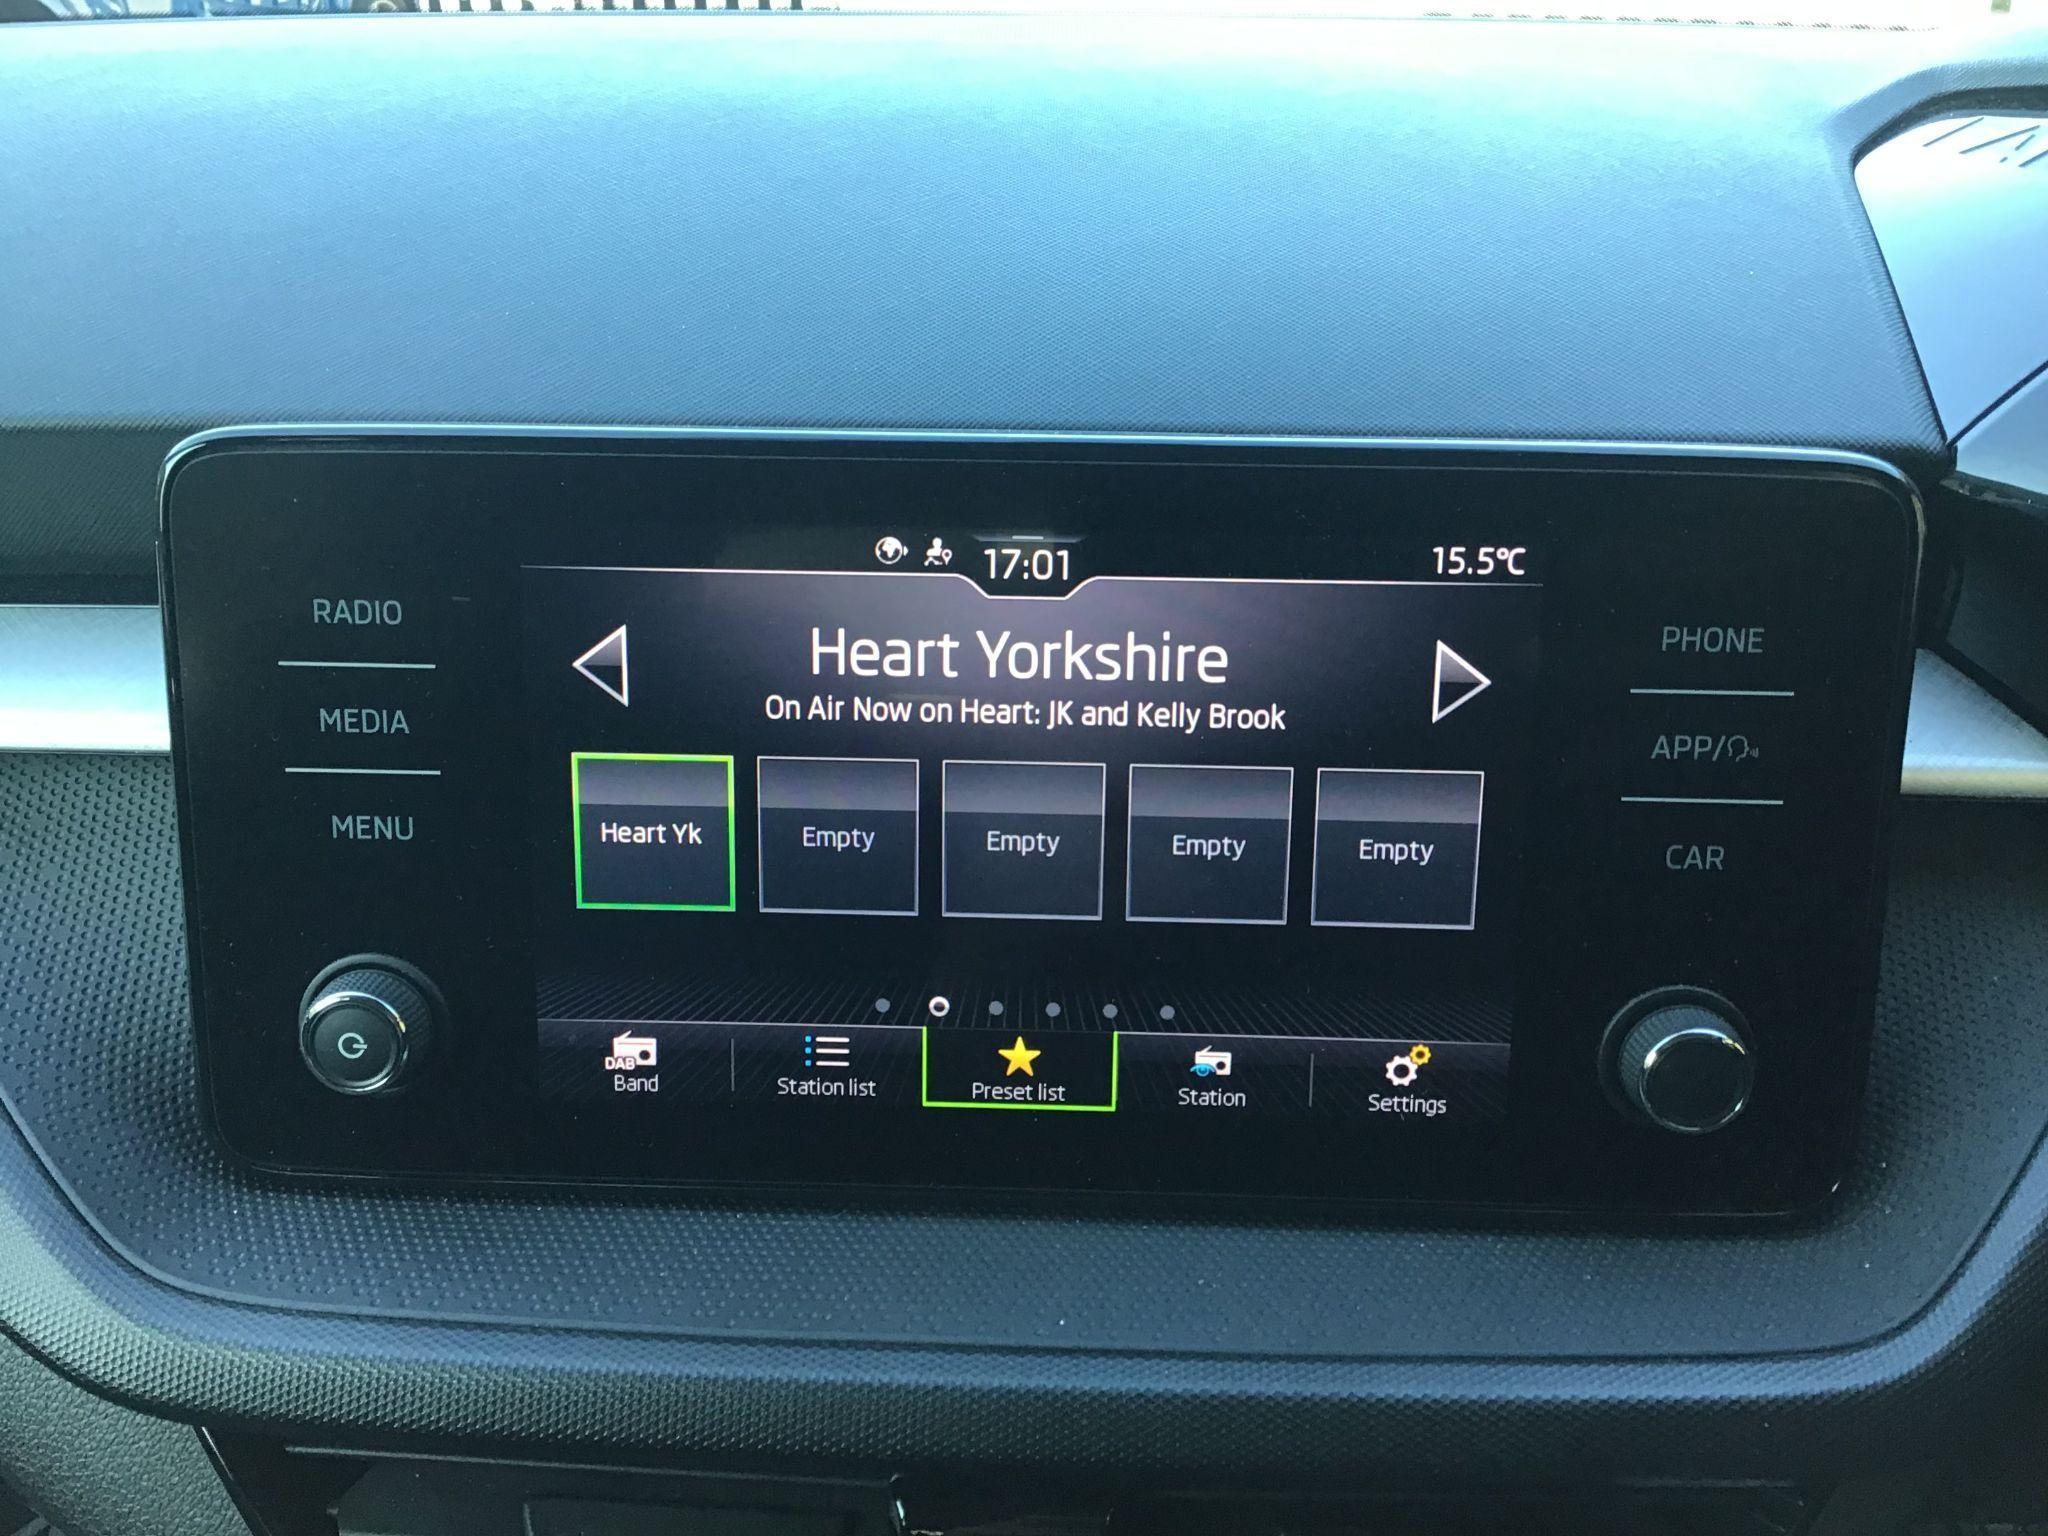 17:01
15.5°C
RADIO
MEDIA
MENU
Heart Yorkshire
On Air Now on Heart: JK and Kelly Brook
Heart Yk
Empty
Empty
Empty
Empty
DAB
Band
Station list
Preset list
Station
Settings
PHONE
APP/
CAR